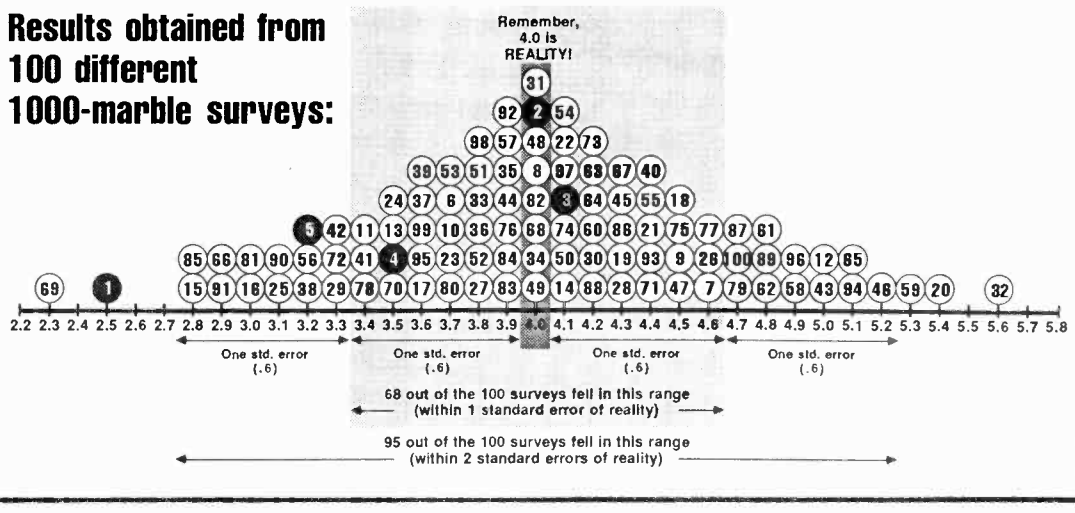 Results obtained from
100 different
1000-marble surveys:
Remember,
4.0 is
REALITY!
31
92 2 54
98 57 48 22 73
39 53 51 35 8 97 63 67 40
24 37 6 33 44 82 3 64 45 55 18
5 42 11 13 99 10 36 76 68 74 60 86 21 75 77 87 61
85 66 81 90 56 72 41 4 95 23 52 84 34 50 30 19 93 9 26 100 89 96 12 65
69 1 15 91 16 25 38 29 78 70 17 80 27 83 49 14 88 28 71 47 7 79 62 58 43 94 46 59 20 32
2.2 2.3 2.4 2.5 2.6 2.7 2.8 2.9 3.0 3.1 3.2 3.3 3.4 3.5 3.6 3.7 3.8 3.9 4.0 4.1 4.2 4.3 4.4 4.5 4.6 4.7 4.8 4.9 5.0 5.1 5.2 5.3 5.4 5.5 5.6 5.7 5.8
One std. error One std. error One std. error One std. error
(.6) (.6) (.6) (.6)
68 out of the 100 surveys fell in this range
(within 1 standard error of reality)
95 out of the 100 surveys fell in this range
(within 2 standard errors of reality)